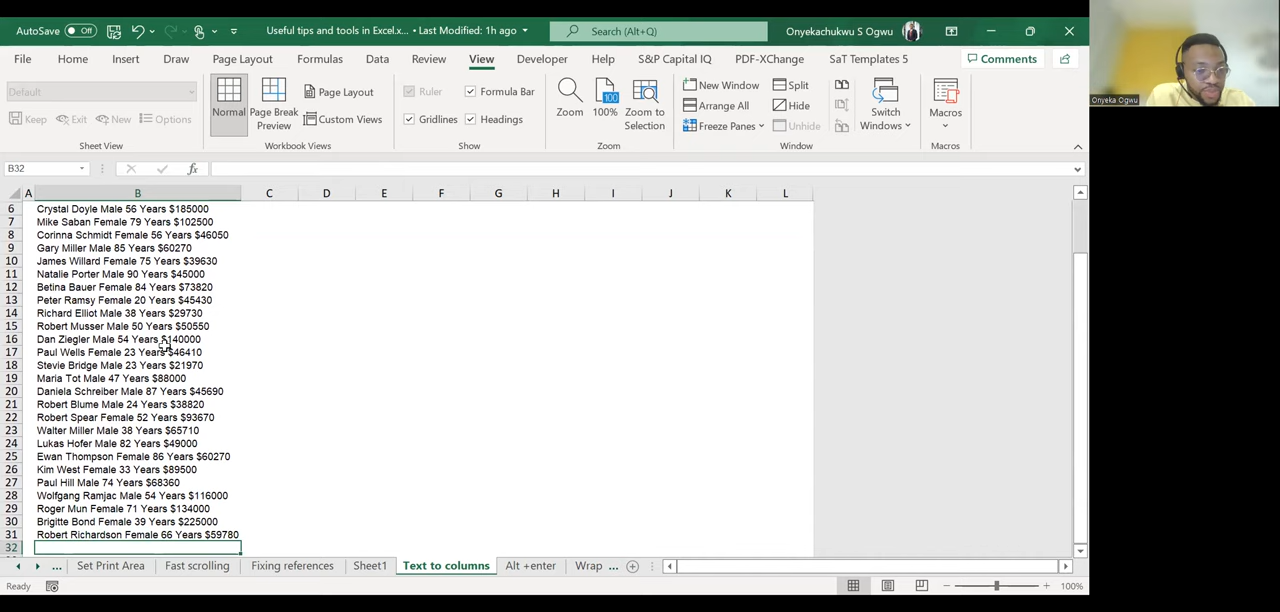 AutoSave Off Useful tips and tools in Excel.x... • Last Modified: 1h ago Search (Alt+Q) Onyekachukwu S Ogwu
File Home Insert Draw Page Layout Formulas Data Review View Developer Help S&P Capital IQ PDF-XChange SaT Templates 5 Comments
Default
Keep Exit New Options
Sheet View
Normal
Page Break Preview
Page Layout
Custom Views
Workbook Views
Ruler Formula Bar
Gridlines Headings
Show
Zoom
100
100%
Zoom to Selection
Zoom
New Window
Arrange All
Freeze Panes
Split
Hide
Unhide
Switch Windows
Window
Macros
Macros
Onyeka Ogwu
B32 fx
A B C D E F G H I J K L
6 Crystal Doyle Male 56 Years $185000
7 Mike Saban Female 79 Years $102500
8 Corinna Schmidt Female 56 Years $46050
9 Gary Miller Male 85 Years $60270
10 James Willard Female 75 Years $39630
11 Natalie Porter Male 90 Years $45000
12 Betina Bauer Female 84 Years $73820
13 Peter Ramsy Female 20 Years $45430
14 Richard Elliot Male 38 Years $29730
15 Robert Musser Male 50 Years $50550
16 Dan Ziegler Male 54 Years $140000
17 Paul Wells Female 23 Years $46410
18 Stevie Bridge Male 23 Years $21970
19 Maria Tot Male 47 Years $88000
20 Daniela Schreiber Male 87 Years $45690
21 Robert Blume Male 24 Years $38820
22 Robert Spear Female 52 Years $93670
23 Walter Miller Male 38 Years $65710
24 Lukas Hofer Male 82 Years $49000
25 Ewan Thompson Female 86 Years $60270
26 Kim West Female 33 Years $89500
27 Paul Hill Male 74 Years $68360
28 Wolfgang Ramjac Male 54 Years $116000
29 Roger Mun Female 71 Years $134000
30 Brigitte Bond Female 39 Years $225000
31 Robert Richardson Female 66 Years $59780
32
... Set Print Area Fast scrolling Fixing references Sheet1 Text to columns Alt +enter Wrap ...
Ready 100%